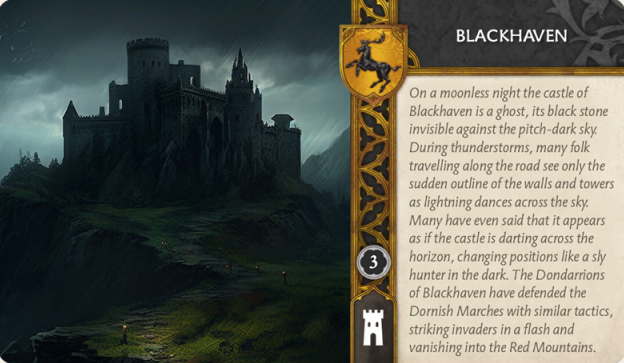 BLACKHAVEN
On a moonless night the castle of
Blackhaven is a ghost, its black stone
invisible against the pitch-dark sky.
During thunderstorms, many folk
travelling along the road see only the
sudden outline of the walls and towers
as lightning dances across the sky.
Many have even said that it appears
as if the castle is darting across the
horizon, changing positions like a sly
hunter in the dark. The Dondarrions
of Blackhaven have defended the
Dornish Marches with similar tactics,
striking invaders in a flash and
vanishing into the Red Mountains.
3